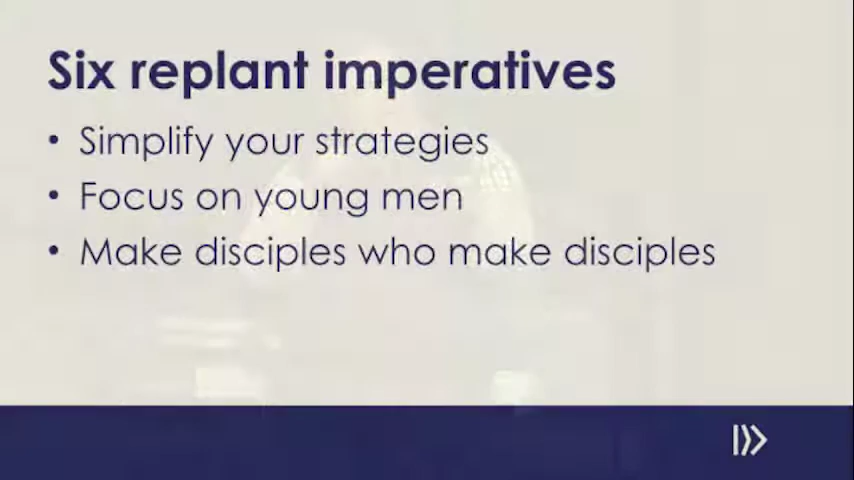 Six replant imperatives
• Simplify your strategies
• Focus on young men
• Make disciples who make disciples